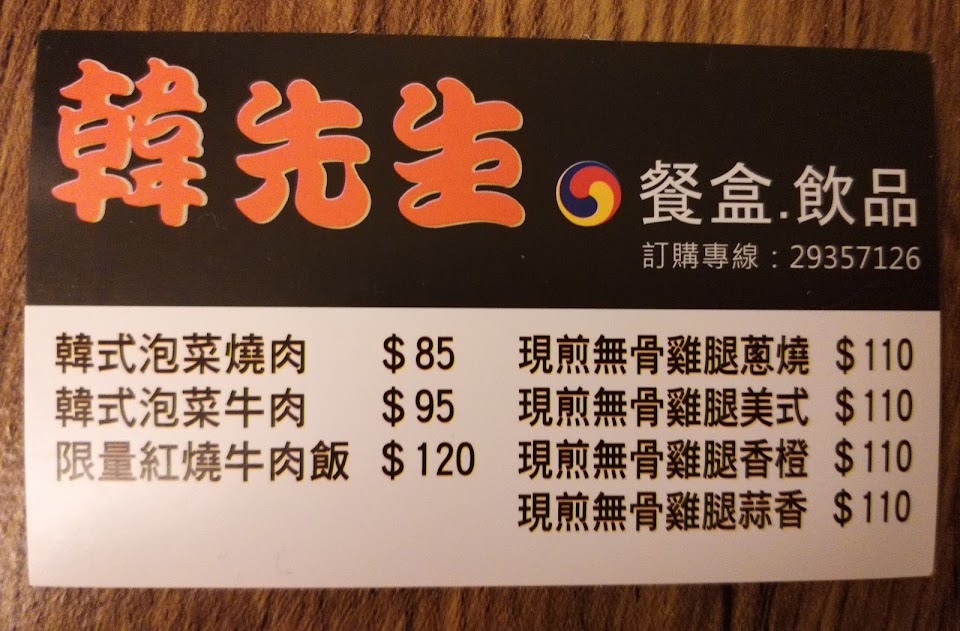 韓先生
餐盒.飲品
訂購專線：29357126
韓式泡菜燒肉 $85
韓式泡菜牛肉 $95
限量紅燒牛肉飯 $120
現煎無骨雞腿蔥燒 $110
現煎無骨雞腿美式 $110
現煎無骨雞腿香橙 $110
現煎無骨雞腿蒜香 $110